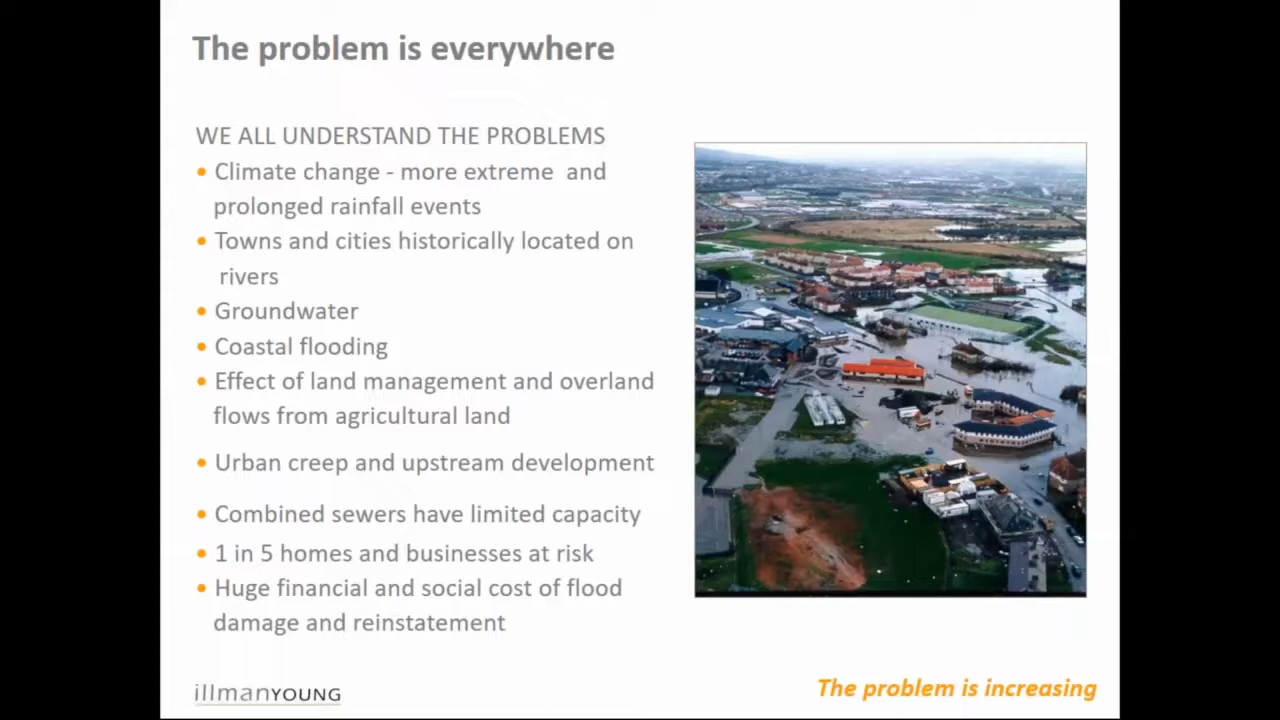 The problem is everywhere
WE ALL UNDERSTAND THE PROBLEMS
• Climate change - more extreme and
prolonged rainfall events
• Towns and cities historically located on
rivers
• Groundwater
• Coastal flooding
• Effect of land management and overland
flows from agricultural land
• Urban creep and upstream development
• Combined sewers have limited capacity
• 1 in 5 homes and businesses at risk
• Huge financial and social cost of flood
damage and reinstatement
illmanYOUNG
The problem is increasing